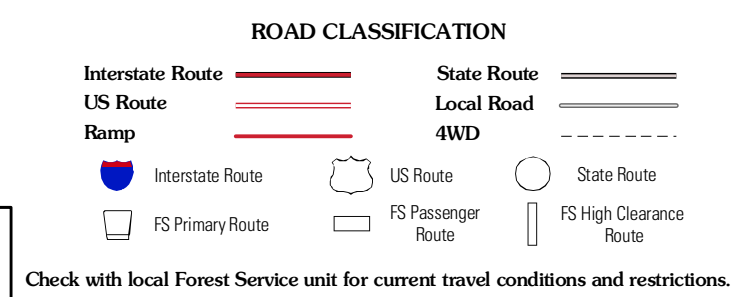 ROAD CLASSIFICATION
Interstate Route
State Route
US Route
Local Road
Ramp
4WD
Interstate Route
US Route
State Route
FS Primary Route
FS Passenger
Route
FS High Clearance
Route
Check with local Forest Service unit for current travel conditions and restrictions.